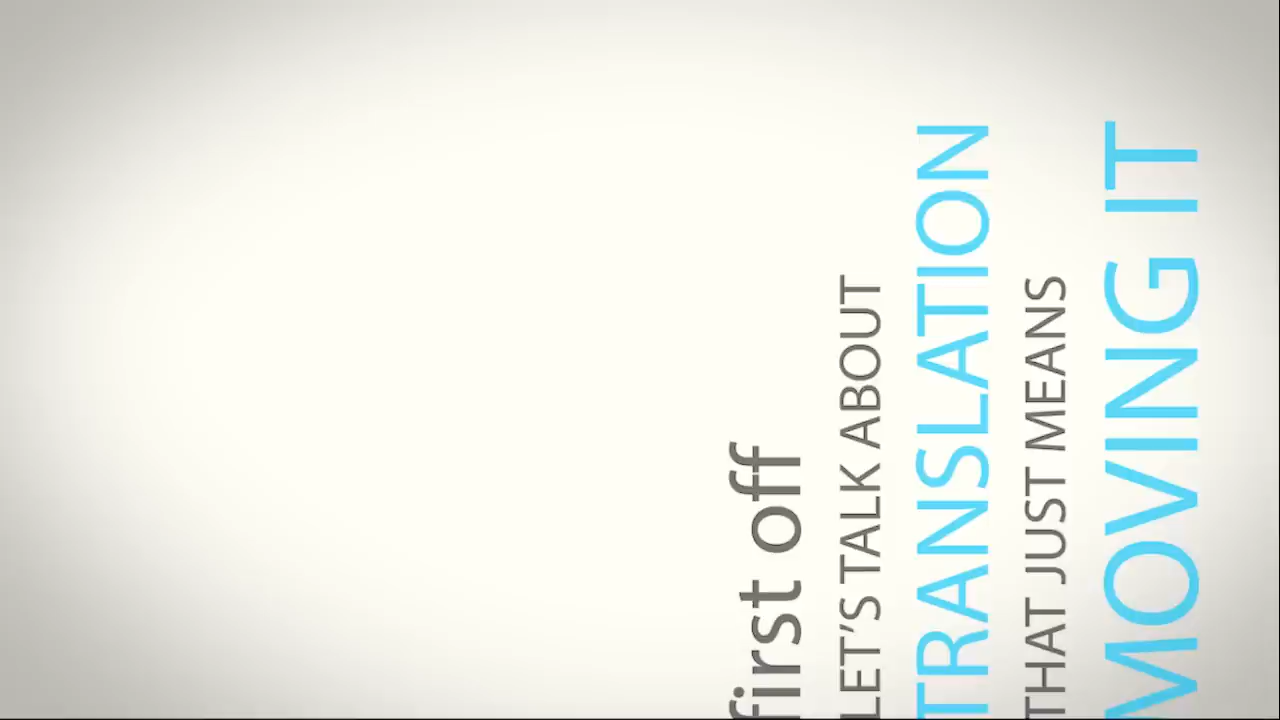 first off
LET'S TALK ABOUT
TRANSLATION
THAT JUST MEANS
MOVING IT